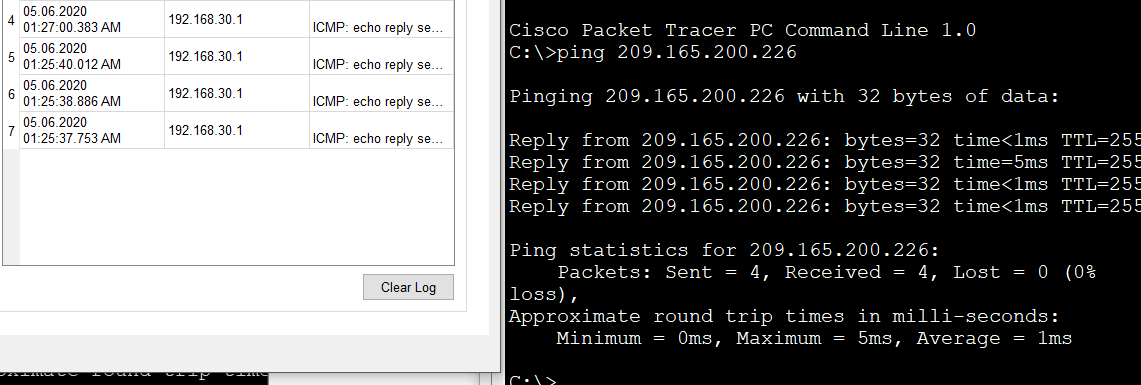 4 05.06.2020
01:27:00.383 AM 192.168.30.1 ICMP: echo reply se...
5 05.06.2020
01:25:40.012 AM 192.168.30.1 ICMP: echo reply se...
6 05.06.2020
01:25:38.886 AM 192.168.30.1 ICMP: echo reply se...
7 05.06.2020
01:25:37.753 AM 192.168.30.1 ICMP: echo reply se...
Clear Log
Cisco Packet Tracer PC Command Line 1.0
C:\>ping 209.165.200.226
Pinging 209.165.200.226 with 32 bytes of data:
Reply from 209.165.200.226: bytes=32 time<1ms TTL=255
Reply from 209.165.200.226: bytes=32 time=5ms TTL=255
Reply from 209.165.200.226: bytes=32 time<1ms TTL=255
Reply from 209.165.200.226: bytes=32 time<1ms TTL=255
Ping statistics for 209.165.200.226:
Packets: Sent = 4, Received = 4, Lost = 0 (0%
loss),
Approximate round trip times in milli-seconds:
Minimum = 0ms, Maximum = 5ms, Average = 1ms
C:\>
round trip time